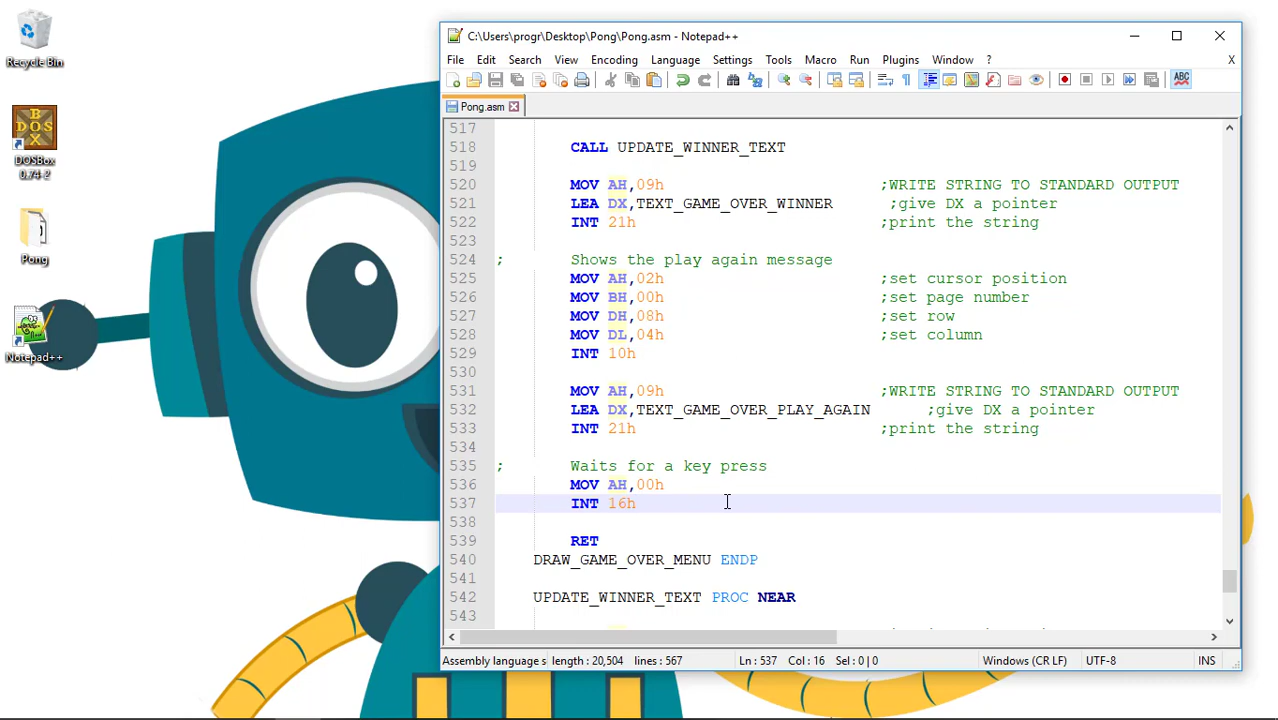 Recycle Bin
DOS
BOX
DOSBox
0.74-2
Pong
Notepad++
C:\Users\progr\Desktop\Pong\Pong.asm - Notepad++
File Edit Search View Encoding Language Settings Tools Macro Run Plugins Window ? X
ABC
Pong.asm
517
518 CALL UPDATE_WINNER_TEXT
519
520 MOV AH,09h ;WRITE STRING TO STANDARD OUTPUT
521 LEA DX,TEXT_GAME_OVER_WINNER ;give DX a pointer
522 INT 21h ;print the string
523
524 ; Shows the play again message
525 MOV AH,02h ;set cursor position
526 MOV BH,00h ;set page number
527 MOV DH,08h ;set row
528 MOV DL,04h ;set column
529 INT 10h
530
531 MOV AH,09h ;WRITE STRING TO STANDARD OUTPUT
532 LEA DX,TEXT_GAME_OVER_PLAY_AGAIN ;give DX a pointer
533 INT 21h ;print the string
534
535 ; Waits for a key press
536 MOV AH,00h
537 INT 16h
538
539 RET
540 DRAW_GAME_OVER_MENU ENDP
541
542 UPDATE_WINNER_TEXT PROC NEAR
543
Assembly language s length : 20,504 lines : 567 Ln : 537 Col : 16 Sel : 0 | 0 Windows (CR LF) UTF-8 INS